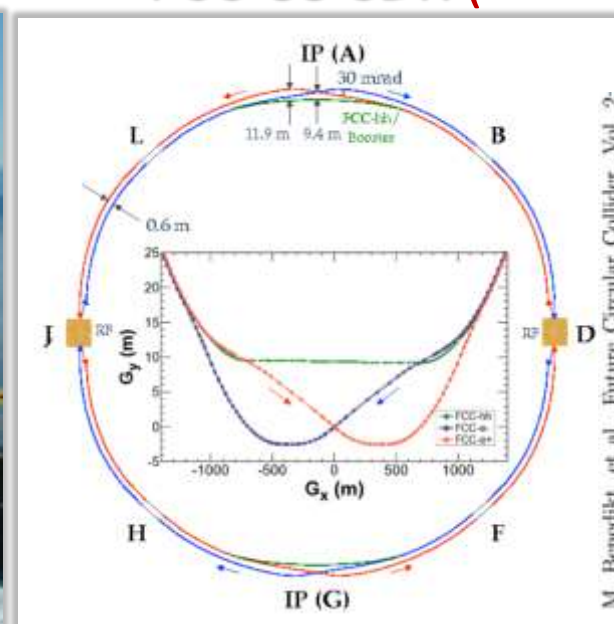 IP (A)
30 mrad
L
FCC-hh/
Booster
B
11.9 m
9.4 m
0.6 m
J
RF
RF
D
25
20
15
10
5
0
-5
Gy (m)
-1000
-500
0
500
1000
Gx (m)
FCC-hh
FCC-e-
FCC-e+
H
F
IP (G)
M. Benedikt, et al., Future Circular Collider, Vol. 2: